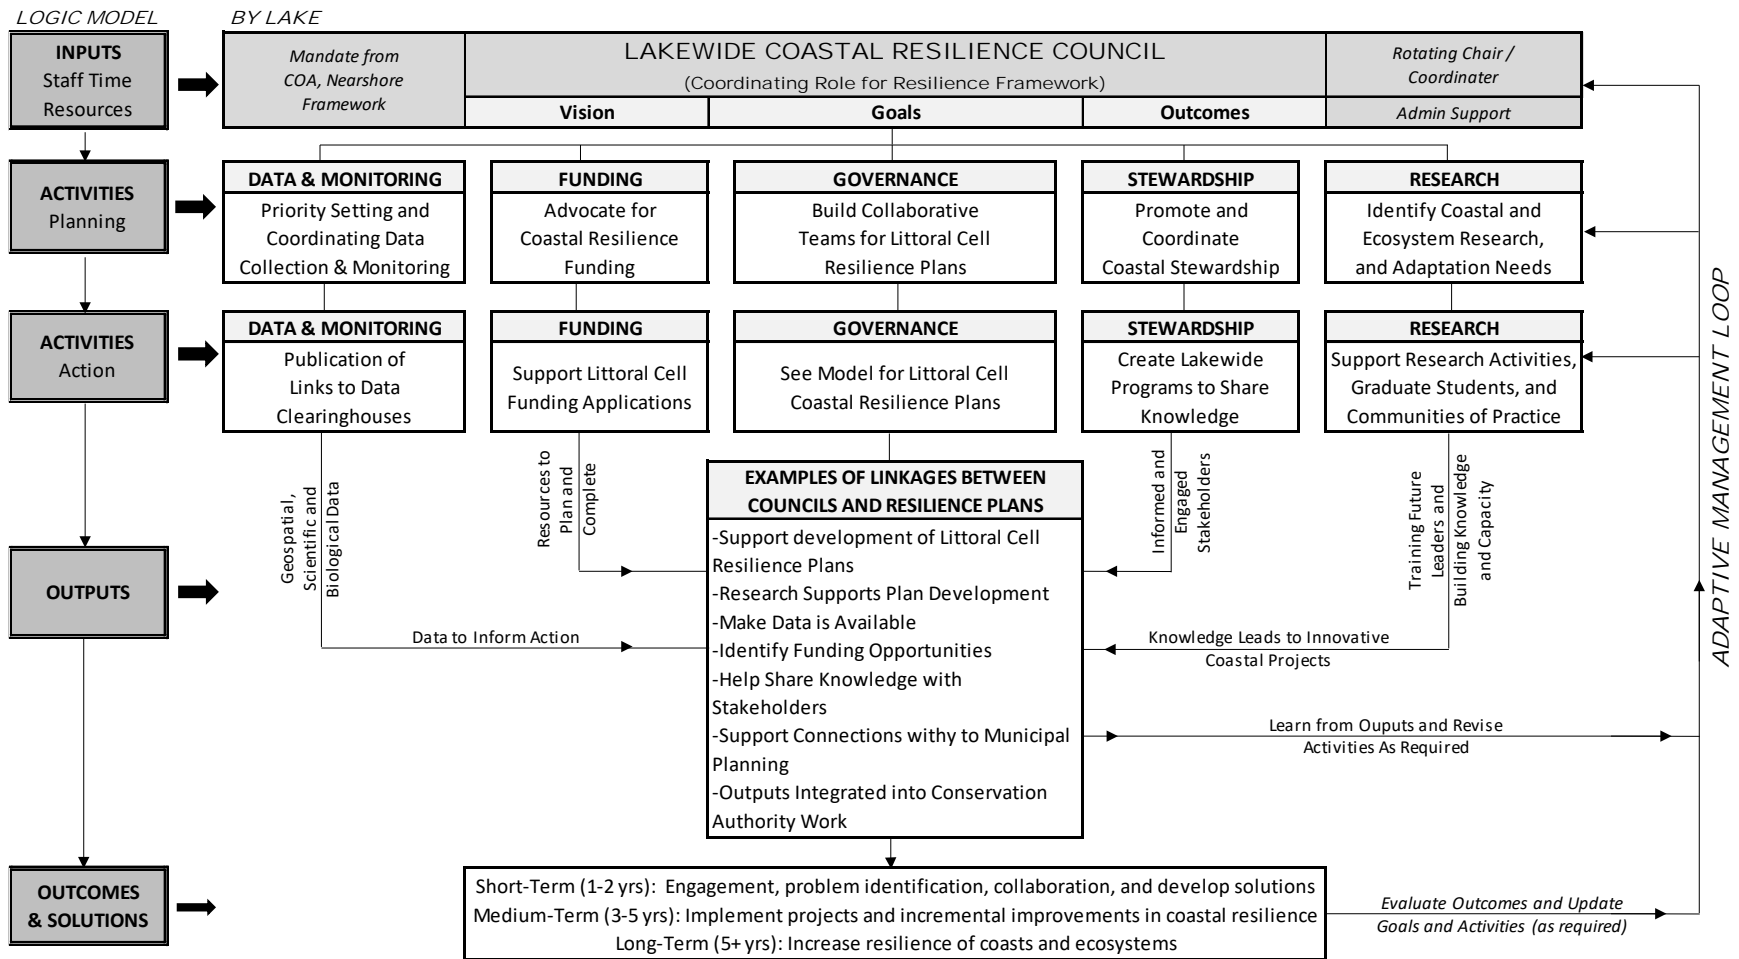 LOGIC MODEL
BY LAKE
INPUTS
Staff Time
Resources
Mandate from
COA, Nearshore
Framework
LAKEWIDE COASTAL RESILIENCE COUNCIL
(Coordinating Role for Resilience Framework)
Rotating Chair /
Coordinater
Vision
Goals
Outcomes
Admin Support
ACTIVITIES
Planning
DATA & MONITORING
Priority Setting and
Coordinating Data
Collection & Monitoring
FUNDING
Advocate for
Coastal Resilience
Funding
GOVERNANCE
Build Collaborative
Teams for Littoral Cell
Resilience Plans
STEWARDSHIP
Promote and
Coordinate
Coastal Stewardship
RESEARCH
Identify Coastal and
Ecosystem Research,
and Adaptation Needs
ACTIVITIES
Action
DATA & MONITORING
Publication of
Links to Data
Clearinghouses
FUNDING
Support Littoral Cell
Funding Applications
GOVERNANCE
See Model for Littoral Cell
Coastal Resilience Plans
STEWARDSHIP
Create Lakewide
Programs to Share
Knowledge
RESEARCH
Support Research Activities,
Graduate Students, and
Communities of Practice
OUTPUTS
Geospatial,
Scientific and
Biological Data
Data to Inform Action
Resources to
Plan and
Complete
EXAMPLES OF LINKAGES BETWEEN
COUNCILS AND RESILIENCE PLANS
-Support development of Littoral Cell
Resilience Plans
-Research Supports Plan Development
-Make Data is Available
-Identify Funding Opportunities
-Help Share Knowledge with
Stakeholders
-Support Connections withy to Municipal
Planning
-Outputs Integrated into Conservation
Authority Work
Informed and
Engaged
Stakeholders
Training Future
Leaders and
Building Knowledge
and Capacity
Knowledge Leads to Innovative
Coastal Projects
Learn from Ouputs and Revise
Activities As Required
ADAPTIVE MANAGEMENT LOOP
OUTCOMES
& SOLUTIONS
Short-Term (1-2 yrs): Engagement, problem identification, collaboration, and develop solutions
Medium-Term (3-5 yrs): Implement projects and incremental improvements in coastal resilience
Long-Term (5+ yrs): Increase resilience of coasts and ecosystems
Evaluate Outcomes and Update
Goals and Activities (as required)